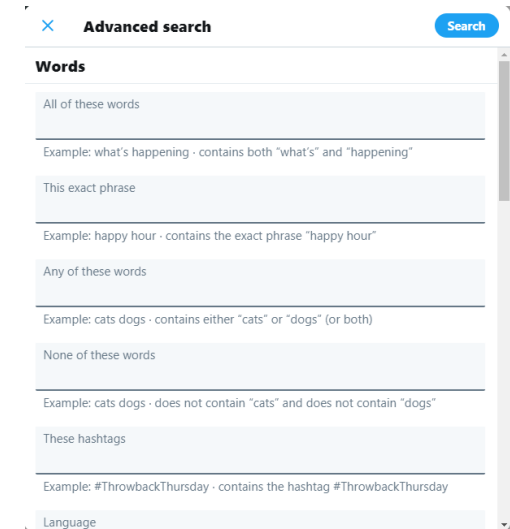 Advanced search
Search
Words
All of these words
Example: what's happening · contains both “what's” and “happening”
This exact phrase
Example: happy hour · contains the exact phrase “happy hour”
Any of these words
Example: cats dogs · contains either “cats” or “dogs” (or both)
None of these words
Example: cats dogs · does not contain “cats” and does not contain “dogs”
These hashtags
Example: #ThrowbackThursday · contains the hashtag #ThrowbackThursday
Language